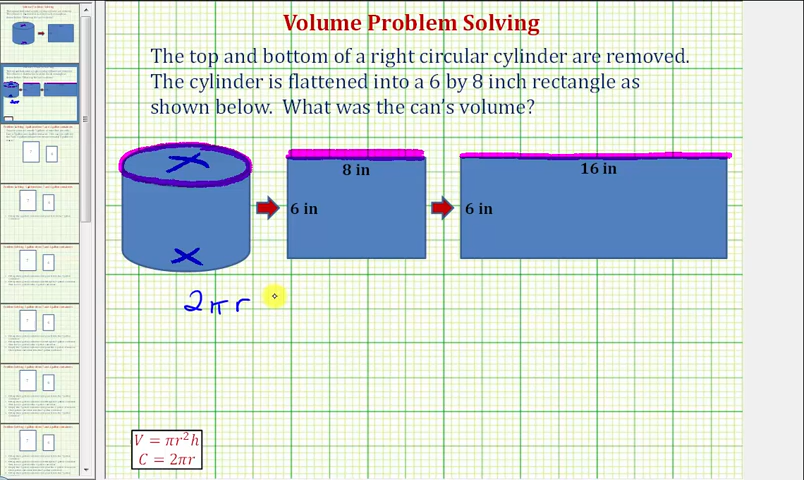 Volume Problem Solving
The top and bottom of a right circular cylinder are removed.
The cylinder is flattened into a 6 by 8 inch rectangle as
shown below. What was the can's volume?
8 in
16 in
6 in
6 in
2πr
V = πr²h
C = 2πr